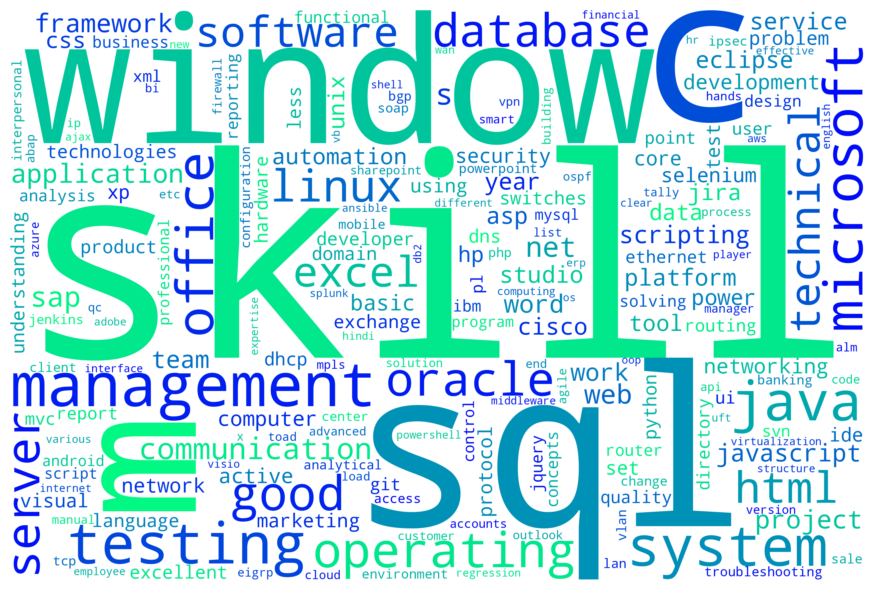 framework
functional
financial
css
business
new
software
database
service
hr
ipsec
problem
effective
window
c
wan
eclipse
development
hands
design
xml
bi
shell
bgp
soap
s
vpn
smart
less
unix
vb
firewall
reporting
building
interpersonal
abap
ip
ajax
microsoft
english
technologies
application
analysis
xp
etc
office
configuration
hardware
automation
linux
sharepoint
powerpoint
security
using
year
switches
ospf
point
core
user
test
aws
selenium
technical
skill
understanding
azure
product
professional
ansible
different
mobile
developer
domain
excel
splunk
basic
computing
exchange
hindi
expertise
db2
dns
asp
mysql
list
hp
php
net
erp
pl
studio
word
os
ibm
program
cisco
clear
tally
jira
data
process
scripting
ethernet
player
platform
solving
power
manager
tool
routing
alm
sap
qc
jenkins
adobe
client
interface
team
dhcp
mpls
solution
end
oop
networking
management
oracle
middleware
agile
work
web
python
api
banking
code
ui
java
server
mvc
report
m
computer
center
x
toad
advanced
communication
powershell
control
sql
protocol
jquery
concepts
router
set
change
directory
uft
svn
virtualization
ide
javascript
structure
html
various
android
script
internet
visual
network
visio
active
analytical
load
git
access
good
language
marketing
manual
accounts
quality
vlan
version
project
testing
tcp
employee
excellent
eigrp
cloud
operating
customer
outlook
environment
regression
lan
system
sale
troubleshooting